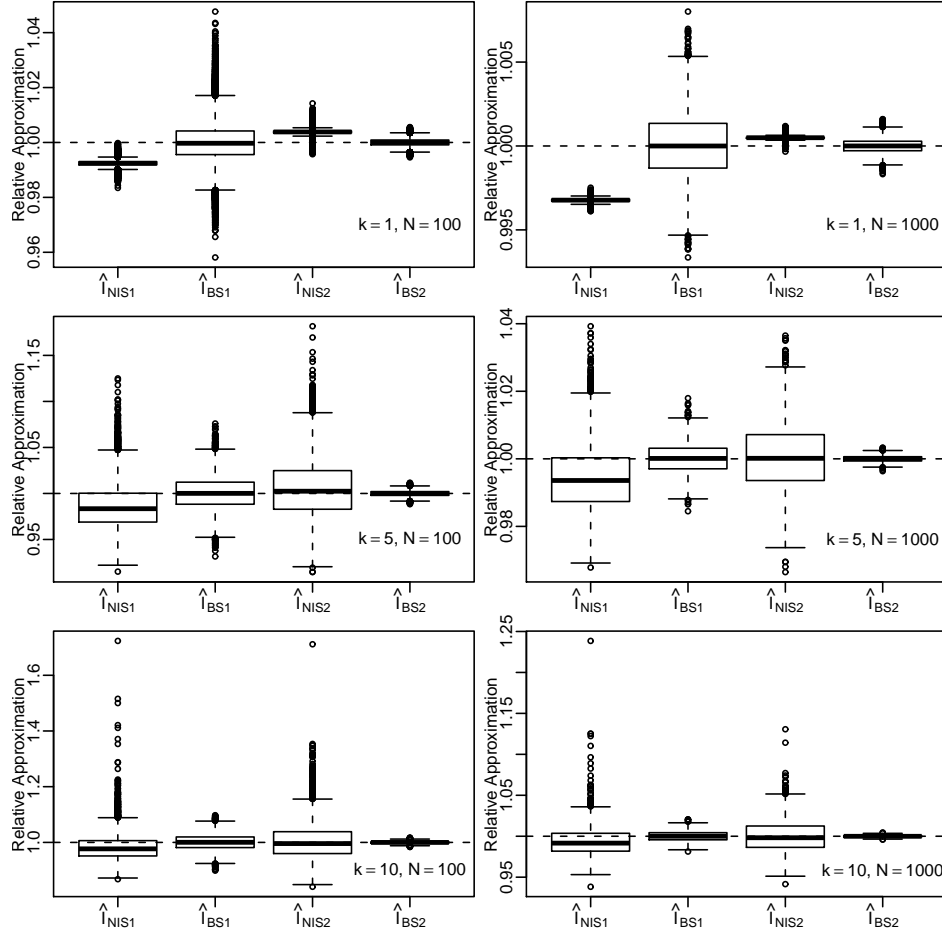 Relative Approximation
0.96 0.98 1.00 1.02 1.04
k = 1, N = 100
Î_NIS1 Î_BS1 Î_NIS2 Î_BS2
Relative Approximation
0.995 1.000 1.005
k = 1, N = 1000
Î_NIS1 Î_BS1 Î_NIS2 Î_BS2
Relative Approximation
0.95 1.05 1.15
k = 5, N = 100
Î_NIS1 Î_BS1 Î_NIS2 Î_BS2
Relative Approximation
0.98 1.00 1.02 1.04
k = 5, N = 1000
Î_NIS1 Î_BS1 Î_NIS2 Î_BS2
Relative Approximation
1.0 1.2 1.4 1.6
k = 10, N = 100
Î_NIS1 Î_BS1 Î_NIS2 Î_BS2
Relative Approximation
0.95 1.05 1.15 1.25
k = 10, N = 1000
Î_NIS1 Î_BS1 Î_NIS2 Î_BS2